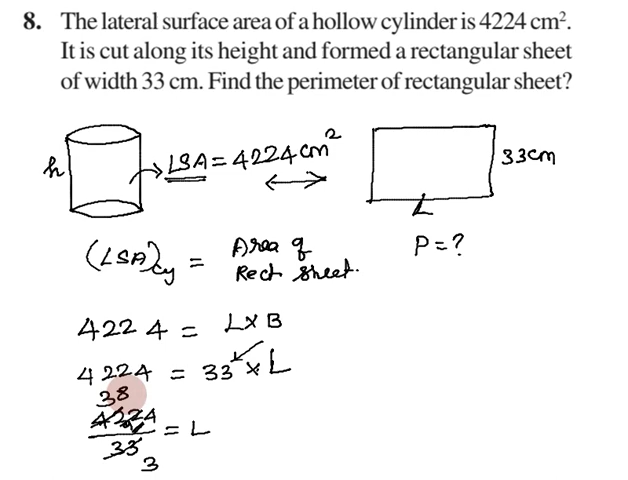 8. The lateral surface area of a hollow cylinder is 4224 cm².
It is cut along its height and formed a rectangular sheet
of width 33 cm. Find the perimeter of rectangular sheet?
h LSA = 4224 cm² 33cm
L
(LSA)cy = Area of Rect Sheet.
P = ?
4224 = L×B
4224 = 33 × L
38
4224
33 = L
3